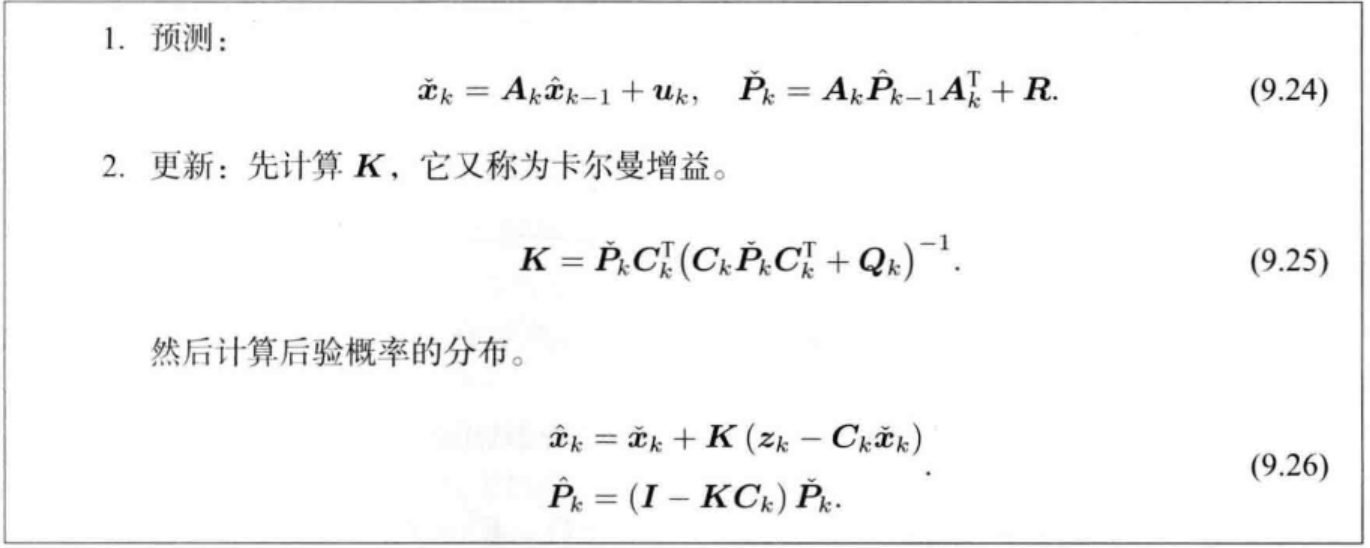 1. 预测：
$\check{\boldsymbol{x}}_k = \boldsymbol{A}_k \hat{\boldsymbol{x}}_{k-1} + \boldsymbol{u}_k, \quad \check{\boldsymbol{P}}_k = \boldsymbol{A}_k \hat{\boldsymbol{P}}_{k-1} \boldsymbol{A}_k^{\mathrm{T}} + \boldsymbol{R}.$ (9.24)
2. 更新：先计算 $\boldsymbol{K}$，它又称为卡尔曼增益。
$\boldsymbol{K} = \check{\boldsymbol{P}}_k \boldsymbol{C}_k^{\mathrm{T}} \left( \boldsymbol{C}_k \check{\boldsymbol{P}}_k \boldsymbol{C}_k^{\mathrm{T}} + \boldsymbol{Q}_k \right)^{-1}.$ (9.25)
然后计算后验概率的分布。
$\hat{\boldsymbol{x}}_k = \check{\boldsymbol{x}}_k + \boldsymbol{K} \left( \boldsymbol{z}_k - \boldsymbol{C}_k \check{\boldsymbol{x}}_k \right)$
$\hat{\boldsymbol{P}}_k = \left( \boldsymbol{I} - \boldsymbol{K} \boldsymbol{C}_k \right) \check{\boldsymbol{P}}_k.$ . (9.26)